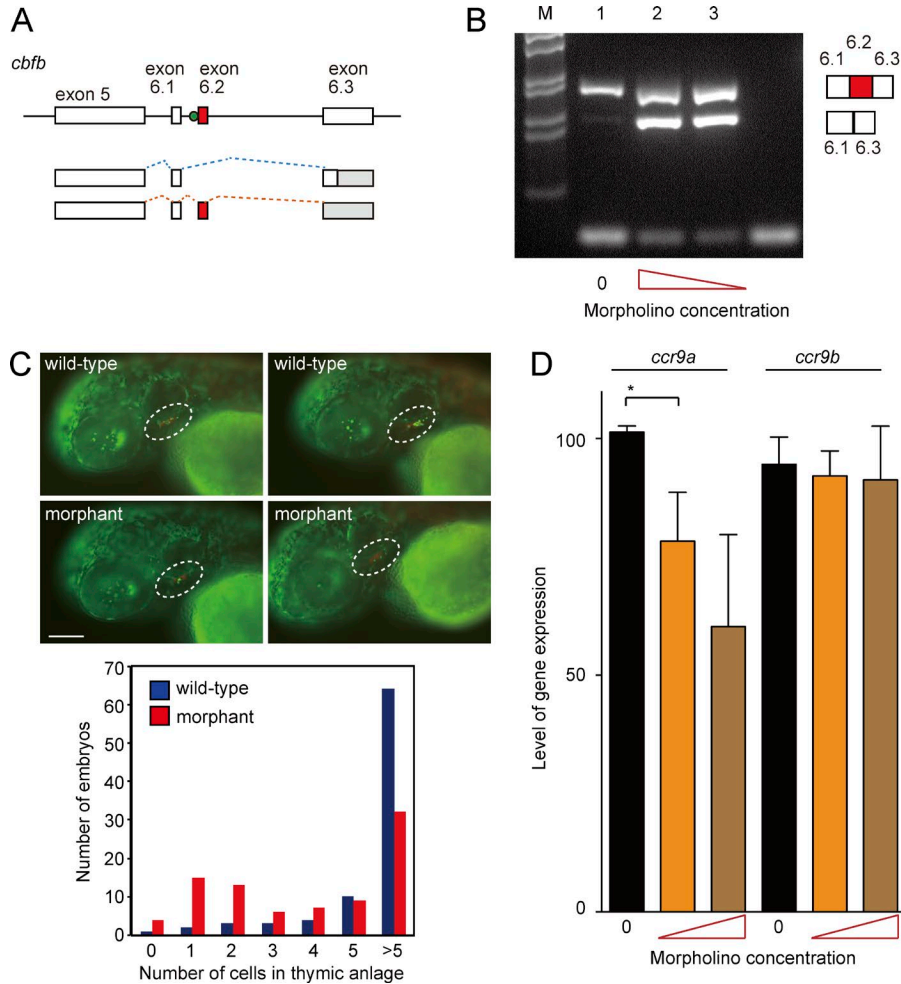 A
cbfb
exon 5
exon
6.1
exon
6.2
exon
6.3
B
M 1 2 3
6.2
6.1 6.3
6.1 6.3
0
Morpholino concentration
C
wild-type
wild-type
morphant
morphant
70
60
50
40
30
20
10
0
Number of embryos
wild-type
morphant
0 1 2 3 4 5 >5
Number of cells in thymic anlage
D
ccr9a ccr9b
*
100
50
0
Level of gene expression
0 0
Morpholino concentration